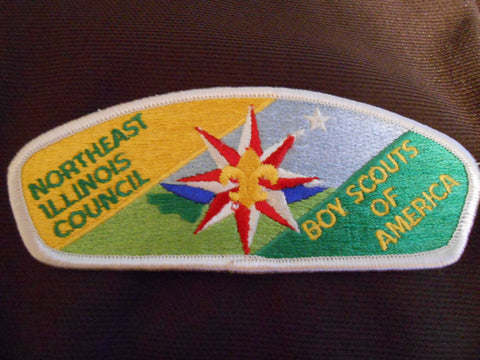 NORTHEAST
ILLINOIS
COUNCIL
BOY SCOUTS
OF
AMERICA